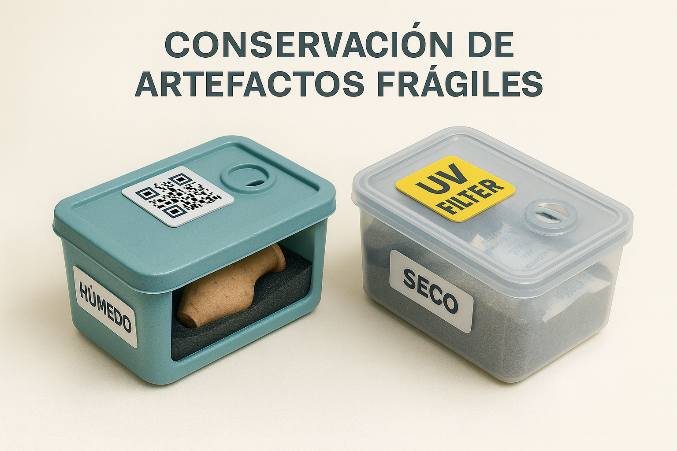 CONSERVACIÓN DE
ARTEFACTOS FRÁGILES
HÚMEDO
UV
FILTER
SECO